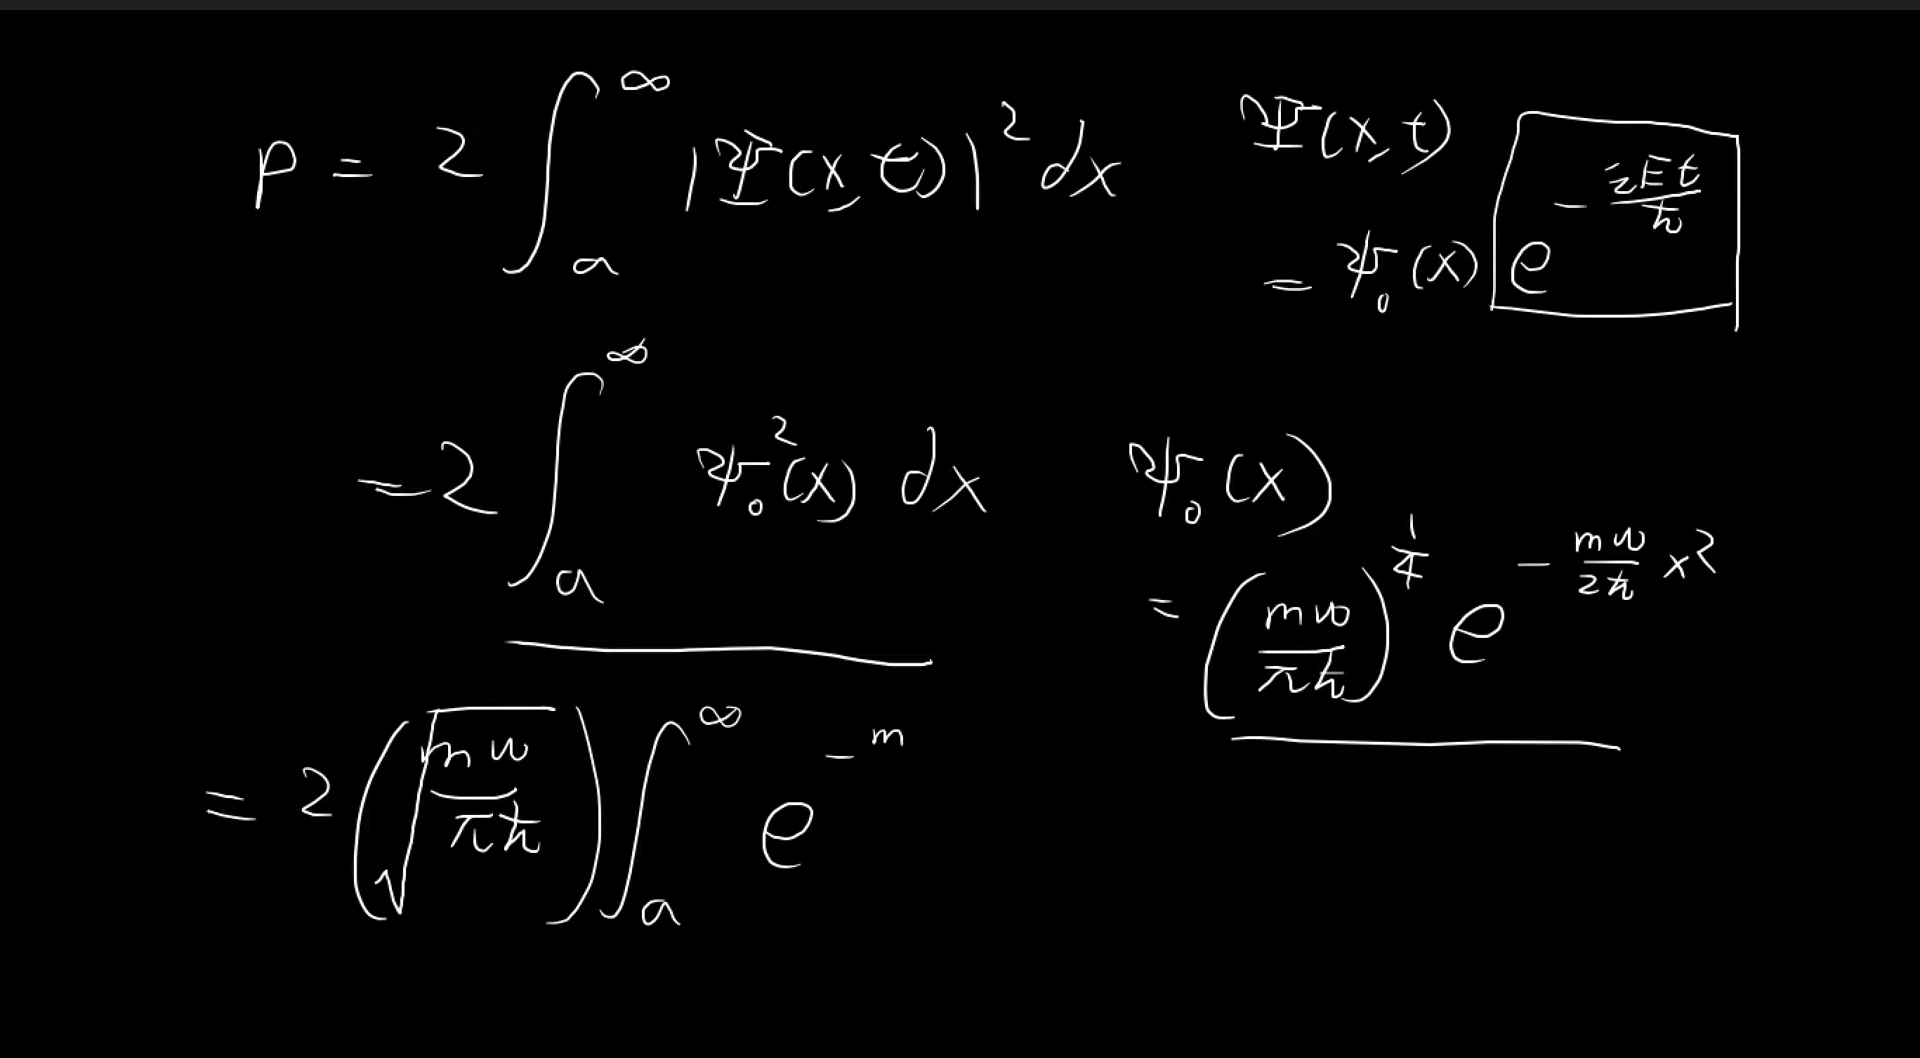 P = 2 ∫_a^∞ |Ψ(x,t)|² dx
Ψ(x,t)
= ψ₀(x) e^{-iEt/ħ}
= 2 ∫_a^∞ ψ₀²(x) dx
ψ₀(x)
= (mω/πħ)^{1/4} e^{-mω/2ħ x²}
= 2 (√(mω/πħ)) ∫_a^∞ e^{-m